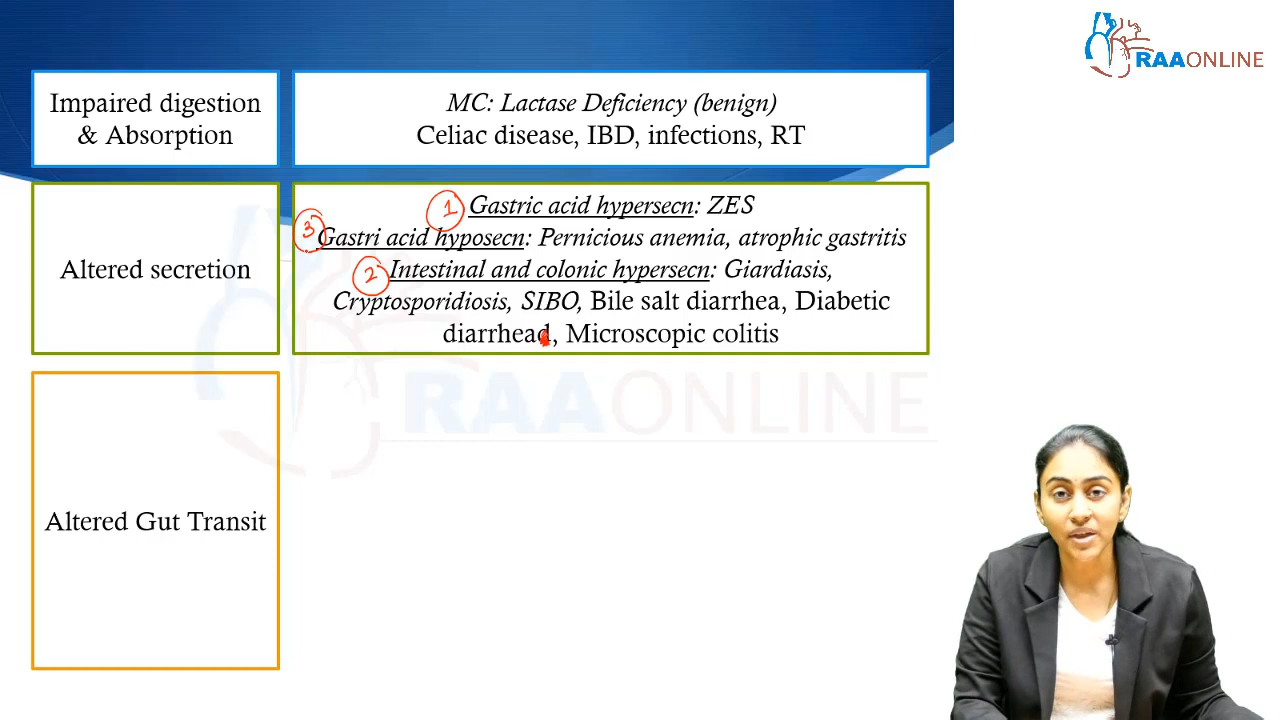 RAAONLINE
Impaired digestion
& Absorption
MC: Lactase Deficiency (benign)
Celiac disease, IBD, infections, RT
Altered secretion
1 Gastric acid hypersecn: ZES
3 Gastri acid hyposecn: Pernicious anemia, atrophic gastritis
2 Intestinal and colonic hypersecn: Giardiasis,
Cryptosporidiosis, SIBO, Bile salt diarrhea, Diabetic
diarrhead, Microscopic colitis
RAAONLINE
Altered Gut Transit